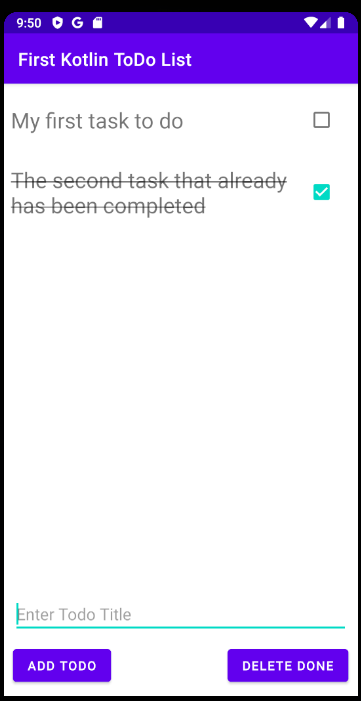 9:50
First Kotlin ToDo List
My first task to do
The second task that already
has been completed
Enter Todo Title
ADD TODO
DELETE DONE